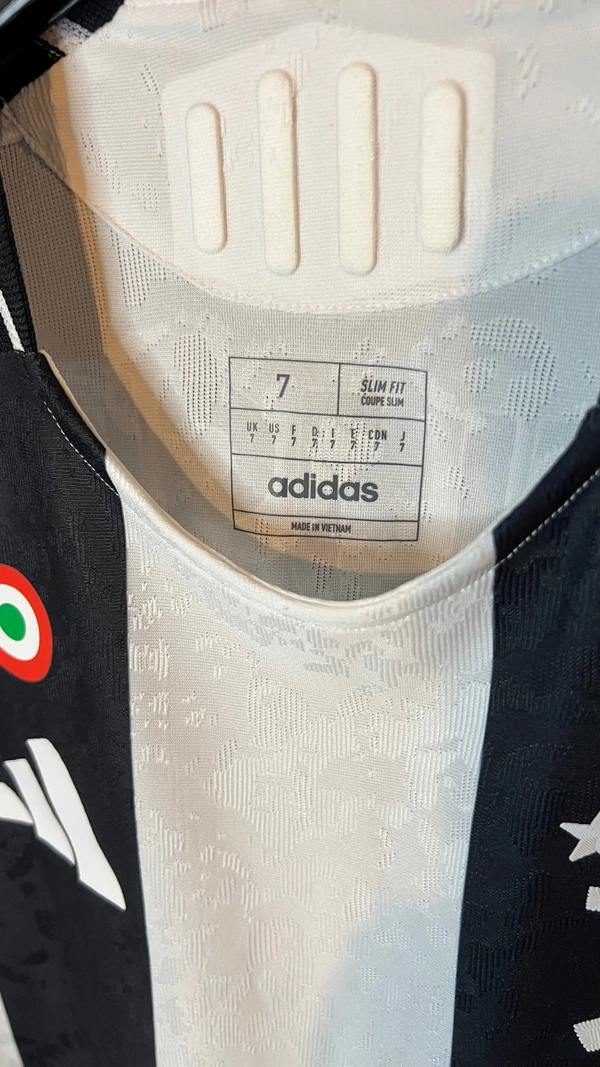 7
SLIM FIT
COUPE SLIM
UK US F D I E CDN J
7 7 7 7 7 7 7 7
adidas
MADE IN VIETNAM